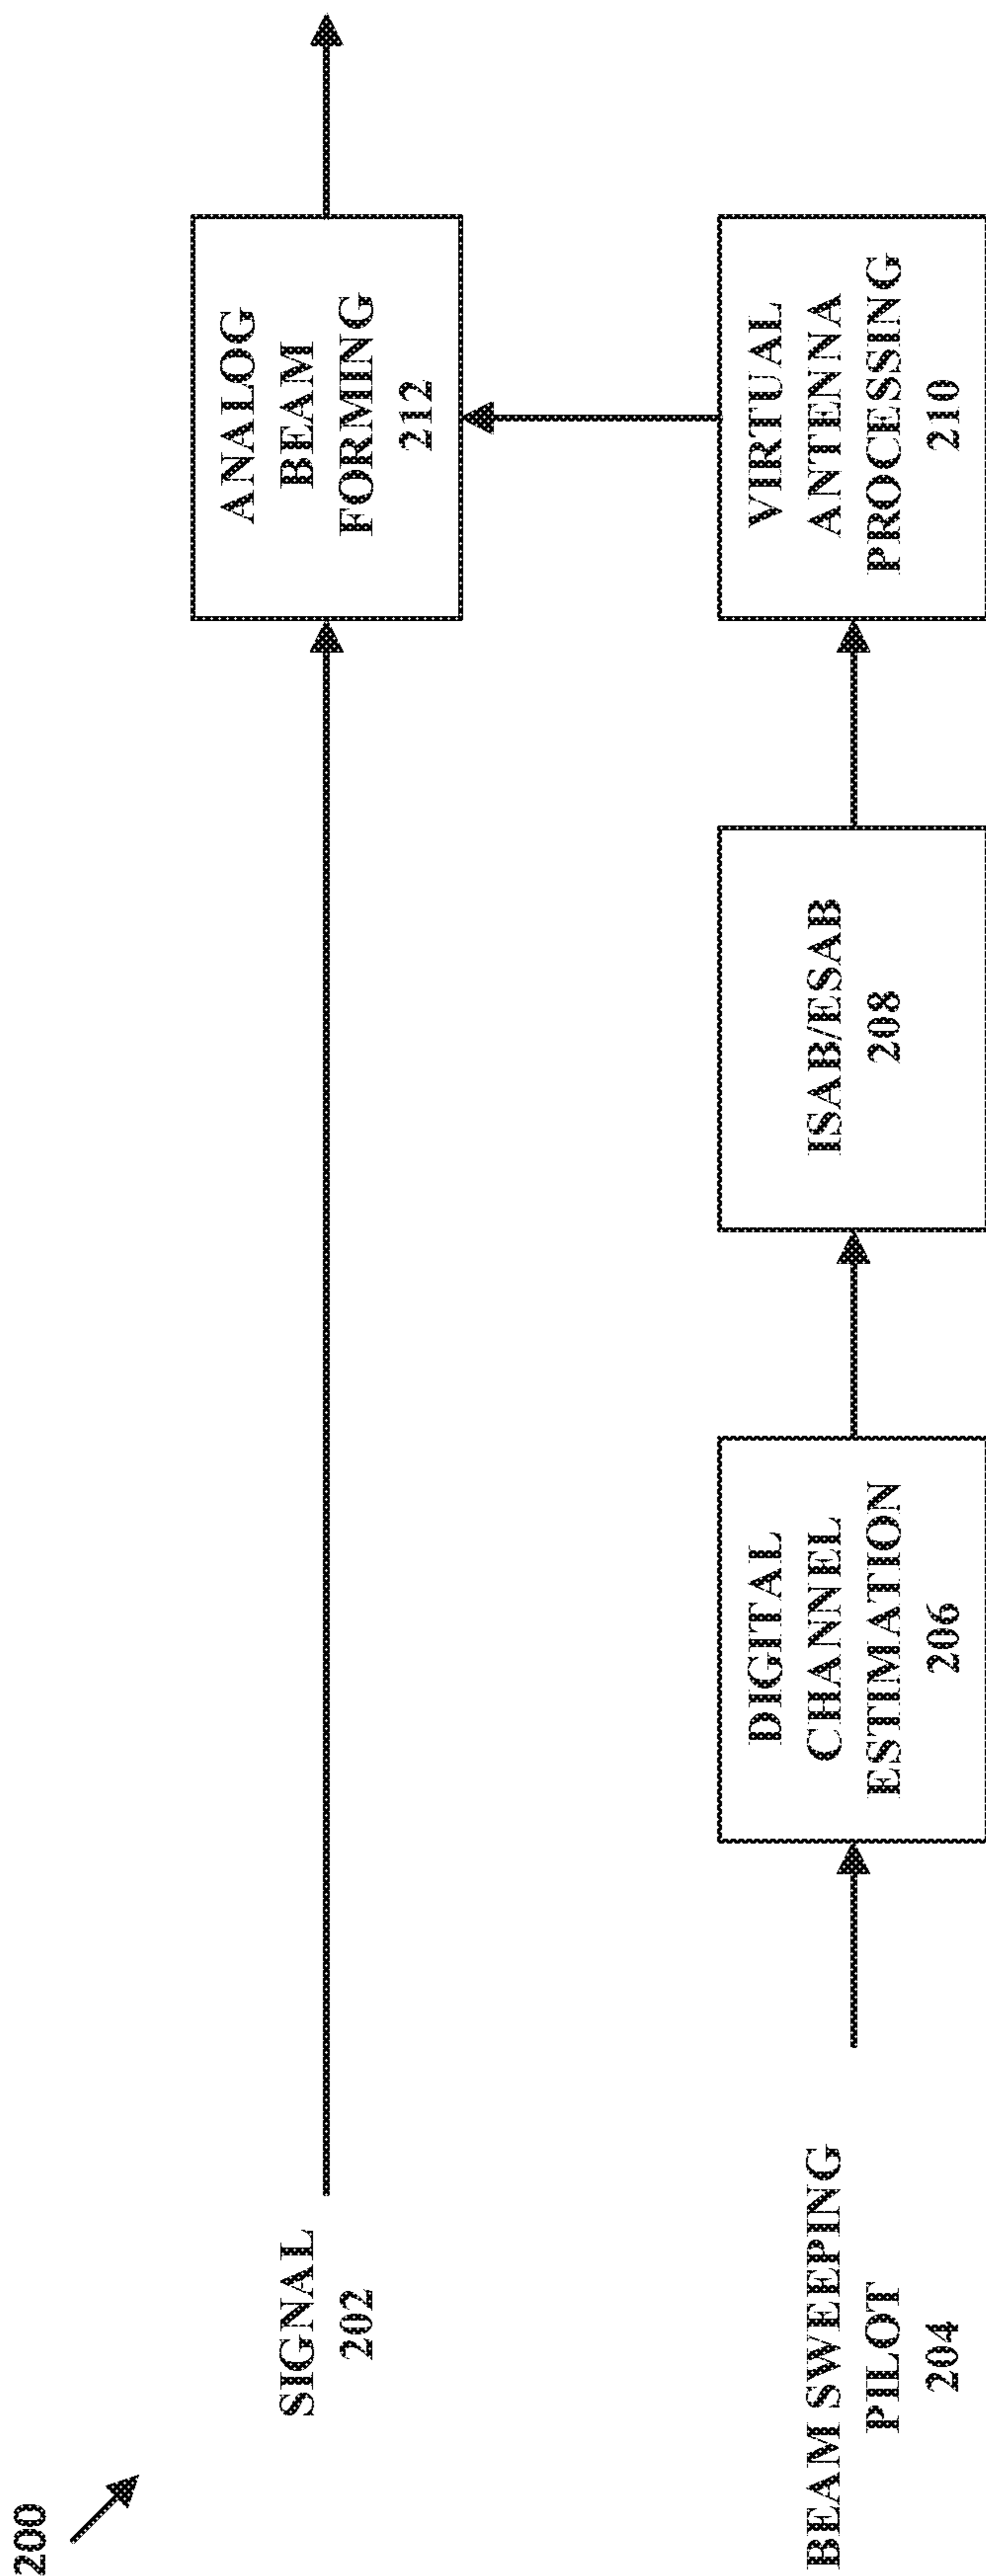 200
SIGNAL
202
ANALOG
BEAM
FORMING
212
BEAM SWEEPING
PILOT
204
DIGITAL
CHANNEL
ESTIMATION
206
ISAB/ESAB
208
VIRTUAL
ANTENNA
PROCESSING
210